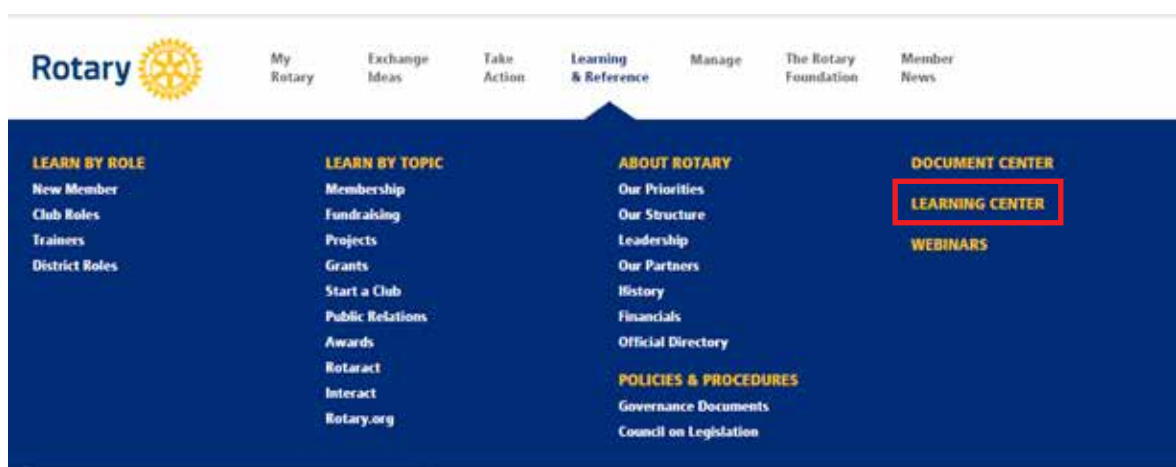 Rotary
My Rotary
Exchange Ideas
Take Action
Learning & Reference
Manage
The Rotary Foundation
Member News
LEARN BY ROLE
New Member
Club Roles
Trainers
District Roles
LEARN BY TOPIC
Membership
Fundraising
Projects
Grants
Start a Club
Public Relations
Awards
Rotaract
Interact
Rotary.org
ABOUT ROTARY
Our Priorities
Our Structure
Leadership
Our Partners
History
Financials
Official Directory
POLICIES & PROCEDURES
Governance Documents
Council on Legislation
DOCUMENT CENTER
LEARNING CENTER
WEBINARS